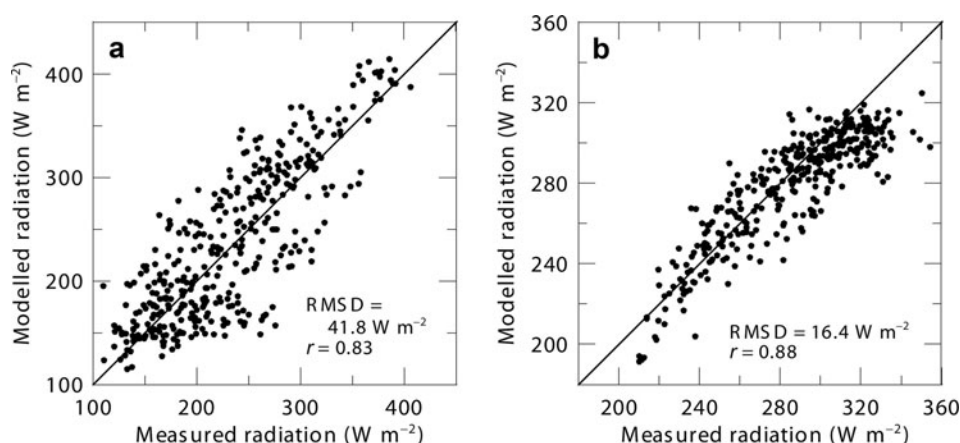 a
Modelled radiation (W m⁻²)
400
300
200
100
100
200
300
400
Measured radiation (W m⁻²)
RMSD =
41.8 W m⁻²
r = 0.83
b
Modelled radiation (W m⁻²)
360
320
280
240
200
180
200
240
280
320
360
Measured radiation (W m⁻²)
RMSD = 16.4 W m⁻²
r = 0.88